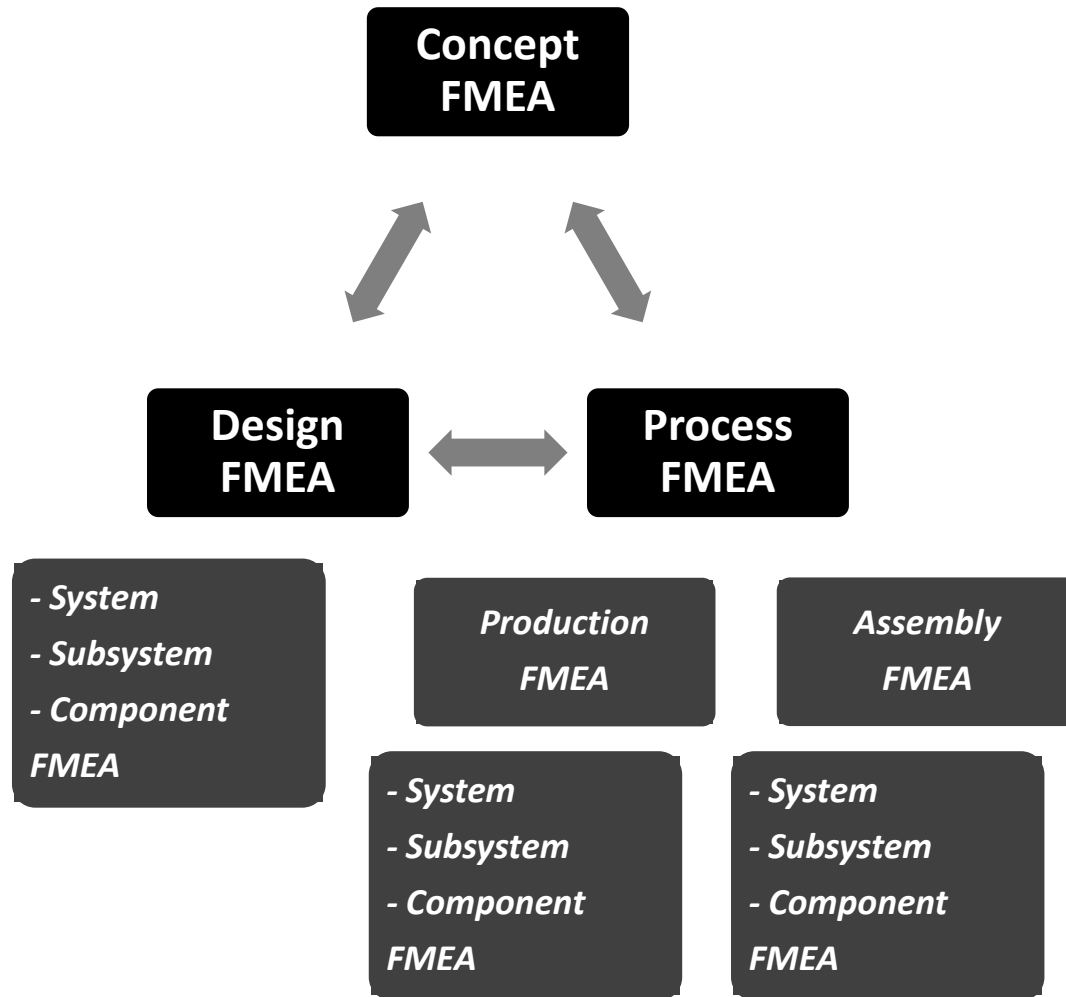 Concept
FMEA
Design
FMEA
Process
FMEA
- System
- Subsystem
- Component
FMEA
Production
FMEA
Assembly
FMEA
- System
- Subsystem
- Component
FMEA
- System
- Subsystem
- Component
FMEA